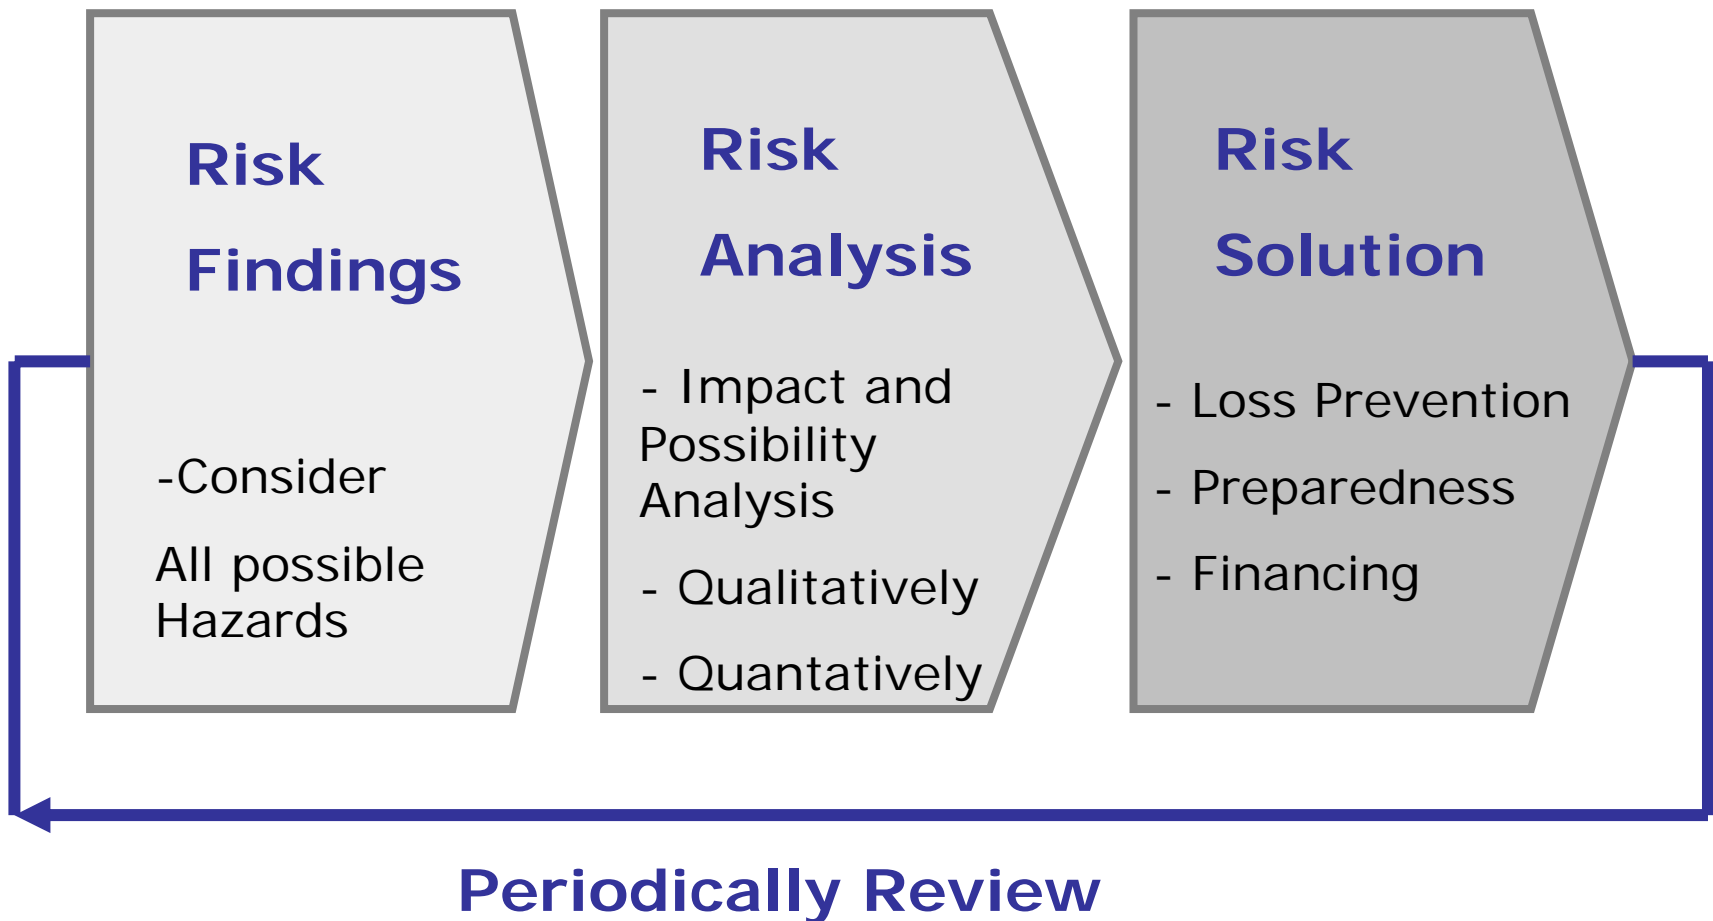 Risk
Findings
-Consider
All possible
Hazards
Risk
Analysis
- Impact and
Possibility
Analysis
- Qualitatively
- Quantatively
Risk
Solution
- Loss Prevention
- Preparedness
- Financing
Periodically Review